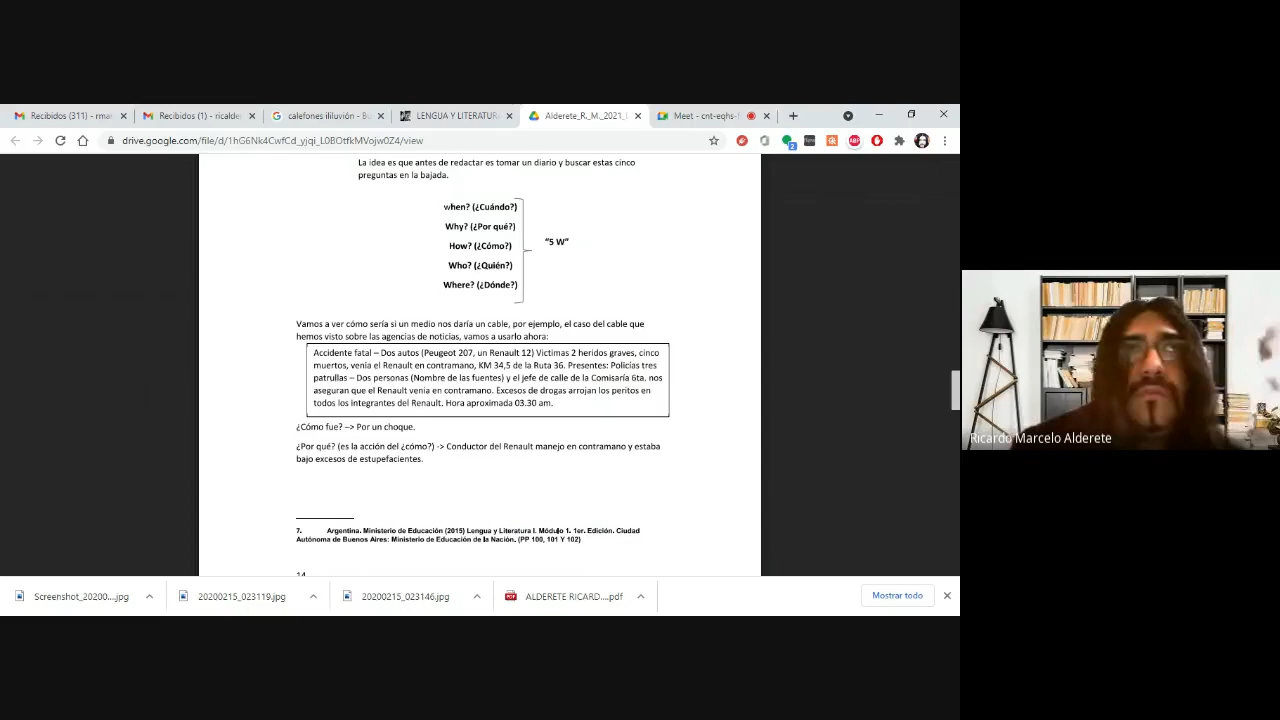 Recibidos (311) - rma
Recibidos (1) - ricaldes
LENGUA Y LITERATUR
Alderete_R._M._2021_
Meet - cnt-eqhs-
drive.google.com/file/d/1hG6Nk4CwfCd_yjqi_L0BOtfkMVojw0Z4/view
La idea es que antes de redactar es tomar un diario y buscar estas cinco
preguntas en la bajada.
when? (¿Cuándo?)
Why? (¿Por qué?)
How? (¿Cómo?)
Who? (¿Quién?)
Where? (¿Dónde?)
"5 W"
Vamos a ver cómo sería si un medio nos daría un cable, por ejemplo, el caso del cable que
hemos visto sobre las agencias de noticias, vamos a usarlo ahora:
Accidente fatal – Dos autos (Peugeot 207, un Renault 12) Victimas 2 heridos graves, cinco
muertos, venía el Renault en contramano, KM 34,5 de la Ruta 36. Presentes: Policías tres
patrullas – Dos personas (Nombre de las fuentes) y el jefe de calle de la Comisaría 6ta. nos
aseguran que el Renault venía en contramano. Excesos de drogas arrojan los peritos en
todos los integrantes del Renault. Hora aproximada 03.30 am.
¿Cómo fue? –> Por un choque.
¿Por qué? (es la acción del ¿cómo?) -> Conductor del Renault manejo en contramano y estaba
bajo excesos de estupefacientes.
7. Argentina. Ministerio de Educación (2015) Lengua y Literatura I. Módulo 1. 1er. Edición. Ciudad
Autónoma de Buenos Aires: Ministerio de Educación de la Nación. (PP 100, 101 Y 102)
14
Screenshot_20200....jpg
20200215_023119.jpg
20200215_023146.jpg
ALDERETE RICARD....pdf
Mostrar todo
Ricardo Marcelo Alderete